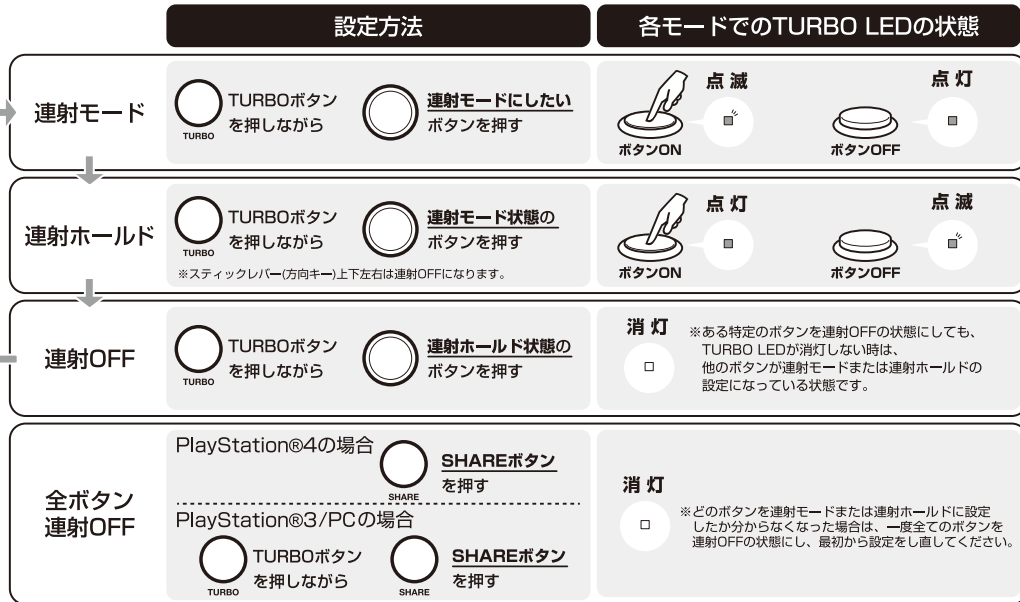 設定方法
各モードでのTURBO LEDの状態
連射モード
TURBOボタン
を押しながら
TURBO
連射モードにしたい
ボタンを押す
点滅
ボタンON
点灯
ボタンOFF
連射ホールド
TURBOボタン
を押しながら
TURBO
連射モード状態の
ボタンを押す
※スティックレバー(方向キー)上下左右は連射OFFになります。
点灯
ボタンON
点滅
ボタンOFF
連射OFF
TURBOボタン
を押しながら
TURBO
連射ホールド状態の
ボタンを押す
消灯
※ある特定のボタンを連射OFFの状態にしても、
TURBO LEDが消灯しない時は、
他のボタンが連射モードまたは連射ホールドの
設定になっている状態です。
全ボタン
連射OFF
PlayStation®4の場合
SHARE
SHAREボタン
を押す
PlayStation®3/PCの場合
TURBOボタン
を押しながら
TURBO
SHAREボタン
を押す
SHARE
消灯
※どのボタンを連射モードまたは連射ホールドに設定
したか分からなくなった場合は、一度全てのボタンを
連射OFFの状態にし、最初から設定をし直してください。